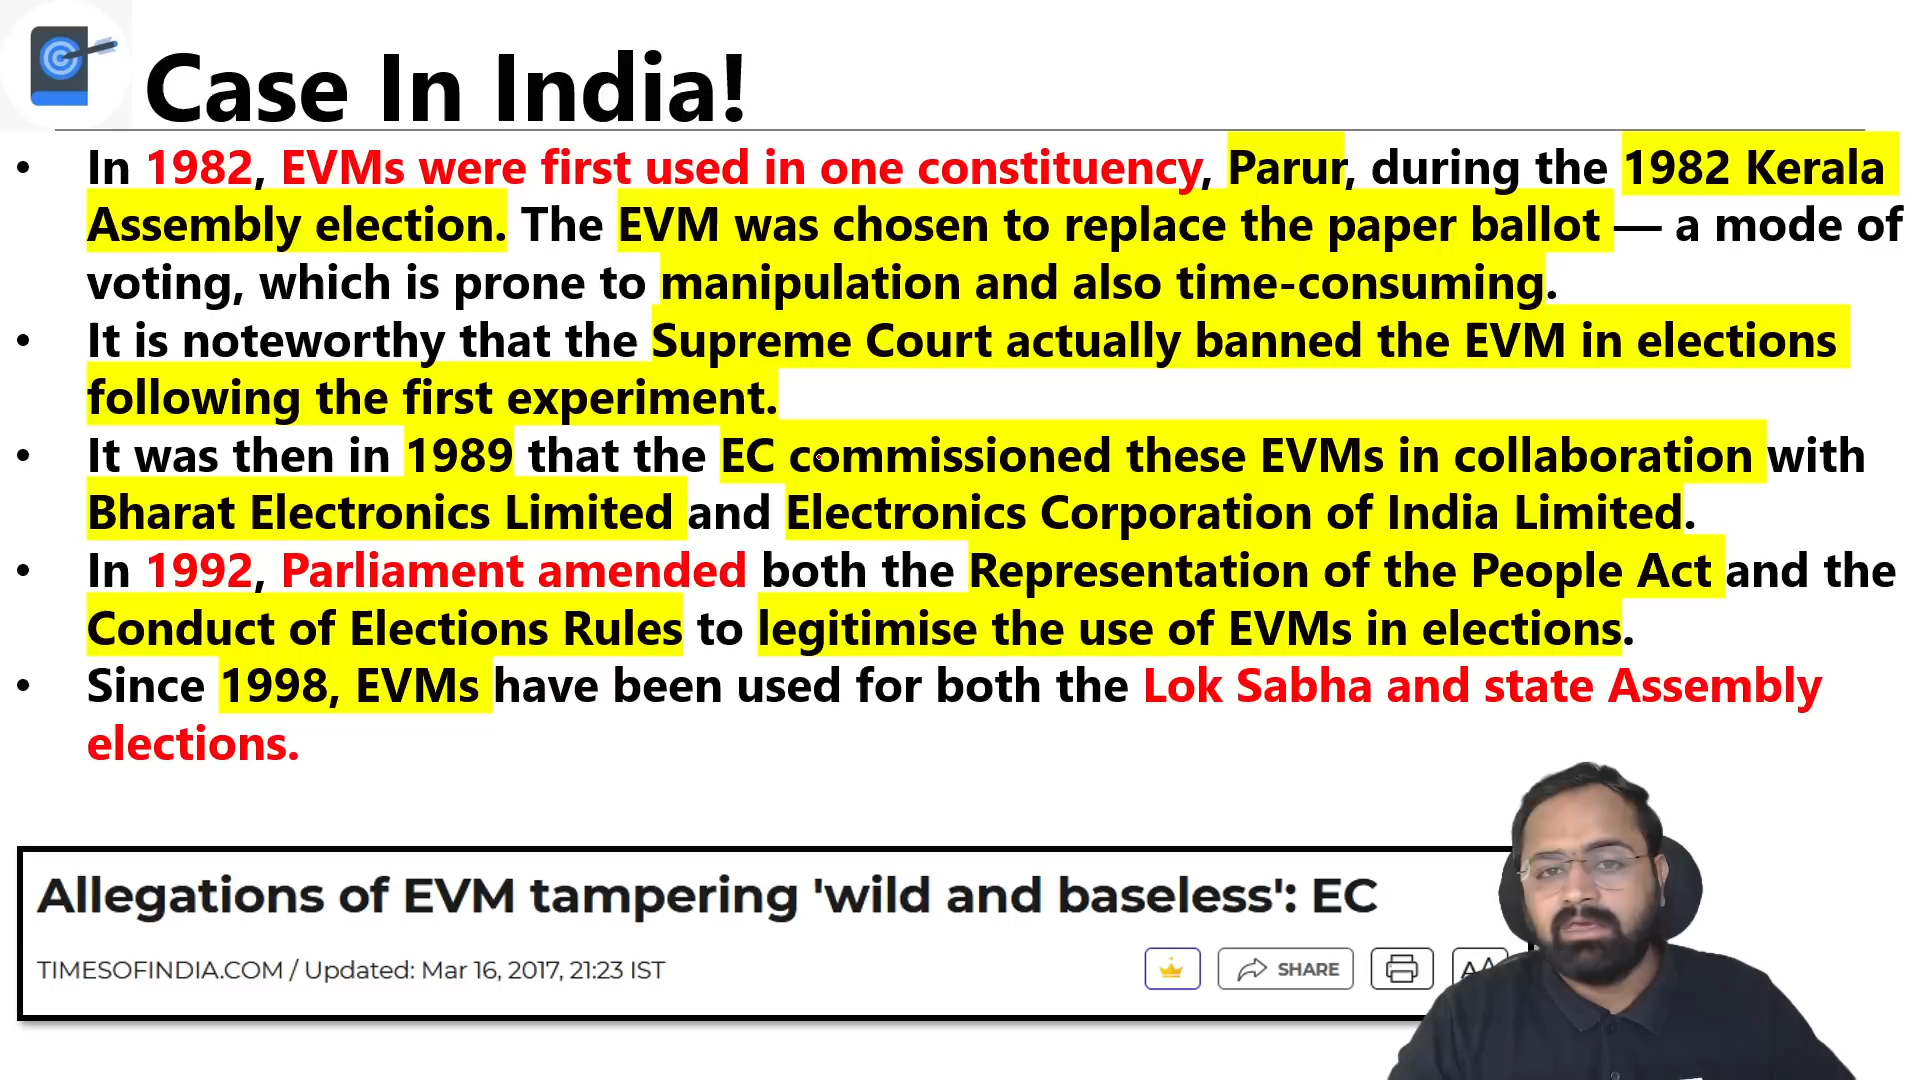 Case In India!
• In 1982, EVMs were first used in one constituency, Parur, during the 1982 Kerala
Assembly election. The EVM was chosen to replace the paper ballot — a mode of
voting, which is prone to manipulation and also time-consuming.
• It is noteworthy that the Supreme Court actually banned the EVM in elections
following the first experiment.
• It was then in 1989 that the EC commissioned these EVMs in collaboration with
Bharat Electronics Limited and Electronics Corporation of India Limited.
• In 1992, Parliament amended both the Representation of the People Act and the
Conduct of Elections Rules to legitimise the use of EVMs in elections.
• Since 1998, EVMs have been used for both the Lok Sabha and state Assembly
elections.
Allegations of EVM tampering 'wild and baseless': EC
TIMESOFINDIA.COM / Updated: Mar 16, 2017, 21:23 IST
SHARE
AA